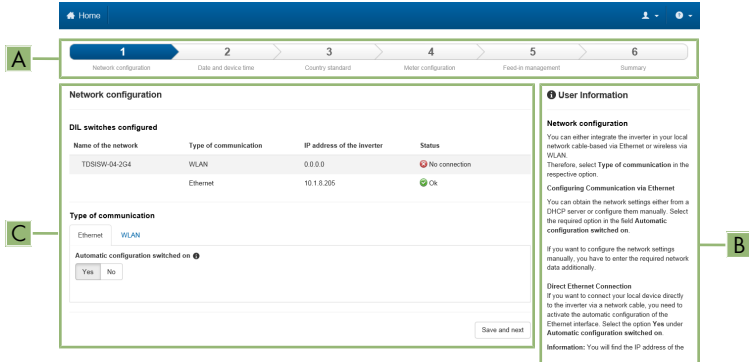 Home
1 2 3 4 5 6
Network configuration Date and device time Country standard Meter configuration Feed-in management Summary
A
Network configuration
DIL switches configured
Name of the network Type of communication IP address of the inverter Status
TDSISW-04-2G4 WLAN 0.0.0.0 No connection
Ethernet 10.1.8.205 Ok
Type of communication
Ethernet WLAN
Automatic configuration switched on
Yes No
Save and next
C
User Information
Network configuration
You can either integrate the inverter in your local
network cable-based via Ethernet or wireless via
WLAN.
Therefore, select Type of communication in the
respective option.
Configuring Communication via Ethernet
You can obtain the network settings either from a
DHCP server or configure them manually. Select
the required option in the field Automatic
configuration switched on.
If you want to configure the network settings
manually, you have to enter the required network
data additionally.
Direct Ethernet Connection
If you want to connect your local device directly
to the inverter via a network cable, you need to
activate the automatic configuration of the
Ethernet interface. Select the option Yes under
Automatic configuration switched on.
Information: You will find the IP address of the
B